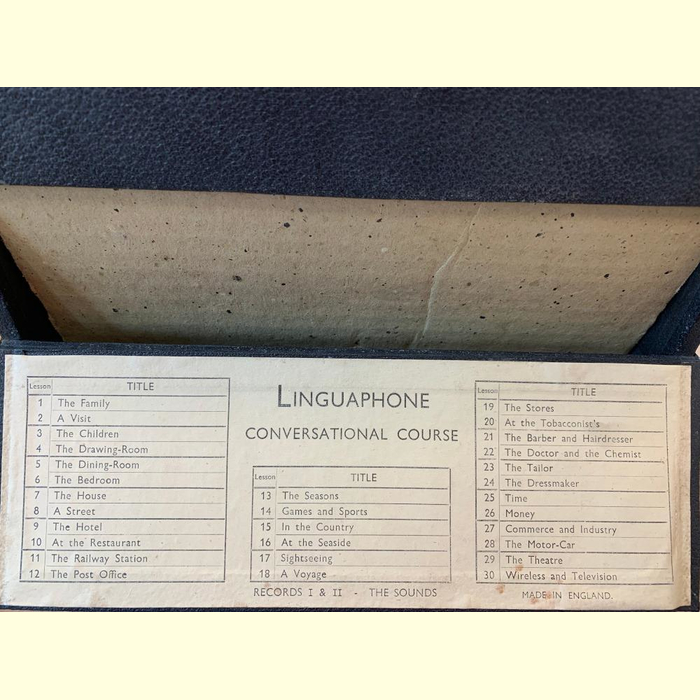 Lesson TITLE
1 The Family
2 A Visit
3 The Children
4 The Drawing-Room
5 The Dining-Room
6 The Bedroom
7 The House
8 A Street
9 The Hotel
10 At the Restaurant
11 The Railway Station
12 The Post Office
LINGUAPHONE
CONVERSATIONAL COURSE
Lesson TITLE
13 The Seasons
14 Games and Sports
15 In the Country
16 At the Seaside
17 Sightseeing
18 A Voyage
RECORDS I & II - THE SOUNDS
Lesson TITLE
19 The Stores
20 At the Tobacconist's
21 The Barber and Hairdresser
22 The Doctor and the Chemist
23 The Tailor
24 The Dressmaker
25 Time
26 Money
27 Commerce and Industry
28 The Motor-Car
29 The Theatre
30 Wireless and Television
MADE IN ENGLAND.